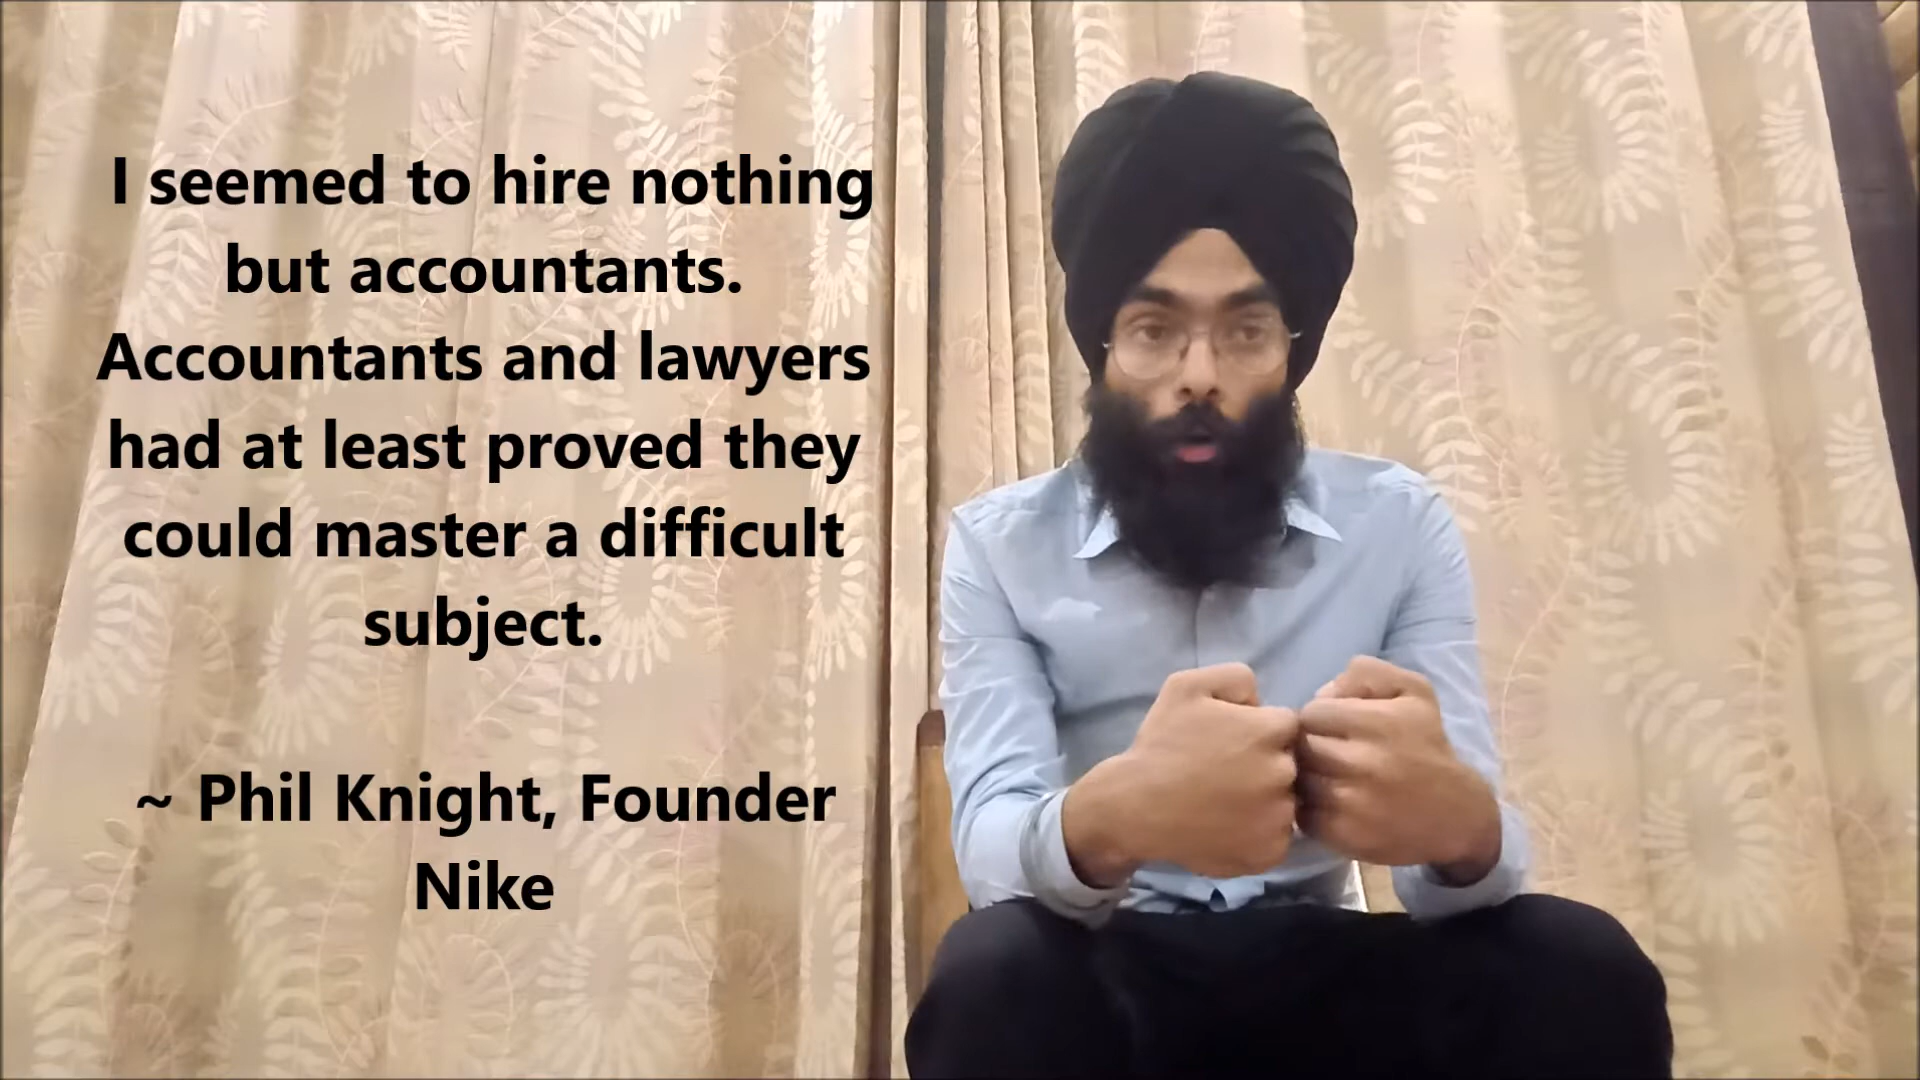 I seemed to hire nothing
but accountants.
Accountants and lawyers
had at least proved they
could master a difficult
subject.
~ Phil Knight, Founder
Nike